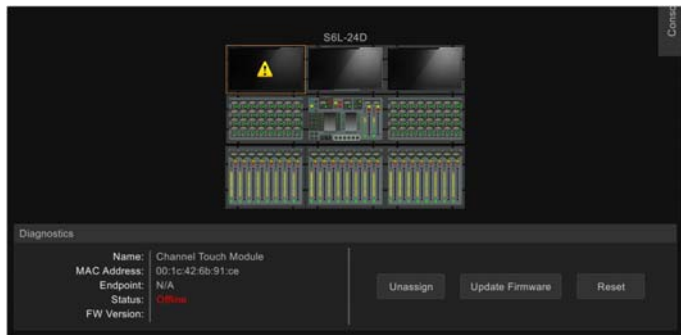 S6L-24D
Diagnostics
Name: Channel Touch Module
MAC Address: 00:1c:42:6b:91:ce
Endpoint: N/A
Status: Offline
FW Version:
Unassign
Update Firmware
Reset